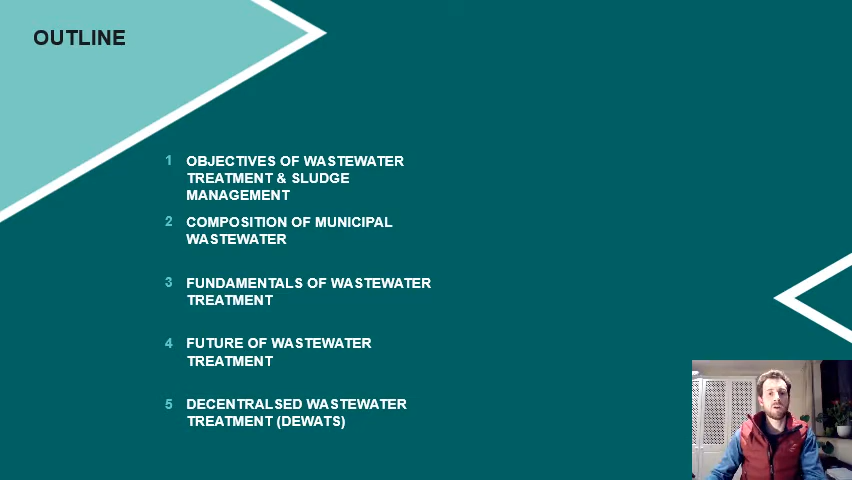 OUTLINE
1 OBJECTIVES OF WASTEWATER
TREATMENT & SLUDGE
MANAGEMENT
2 COMPOSITION OF MUNICIPAL
WASTEWATER
3 FUNDAMENTALS OF WASTEWATER
TREATMENT
4 FUTURE OF WASTEWATER
TREATMENT
5 DECENTRALSED WASTEWATER
TREATMENT (DEWATS)